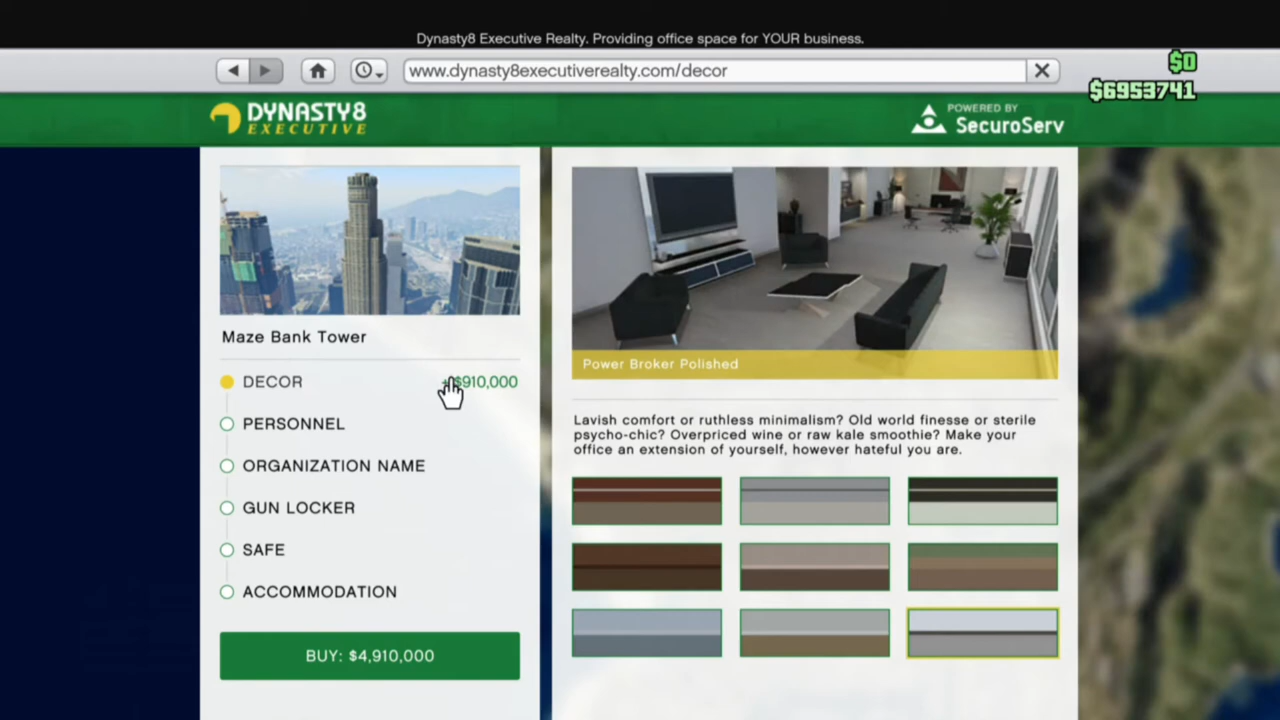 Dynasty8 Executive Realty. Providing office space for YOUR business.
www.dynasty8executiverealty.com/decor
$0
$6953741
DYNASTY8
EXECUTIVE
POWERED BY
SecuroServ
Maze Bank Tower
DECOR
$910,000
PERSONNEL
ORGANIZATION NAME
GUN LOCKER
SAFE
ACCOMMODATION
BUY: $4,910,000
Power Broker Polished
Lavish comfort or ruthless minimalism? Old world finesse or sterile
psycho-chic? Overpriced wine or raw kale smoothie? Make your
office an extension of yourself, however hateful you are.